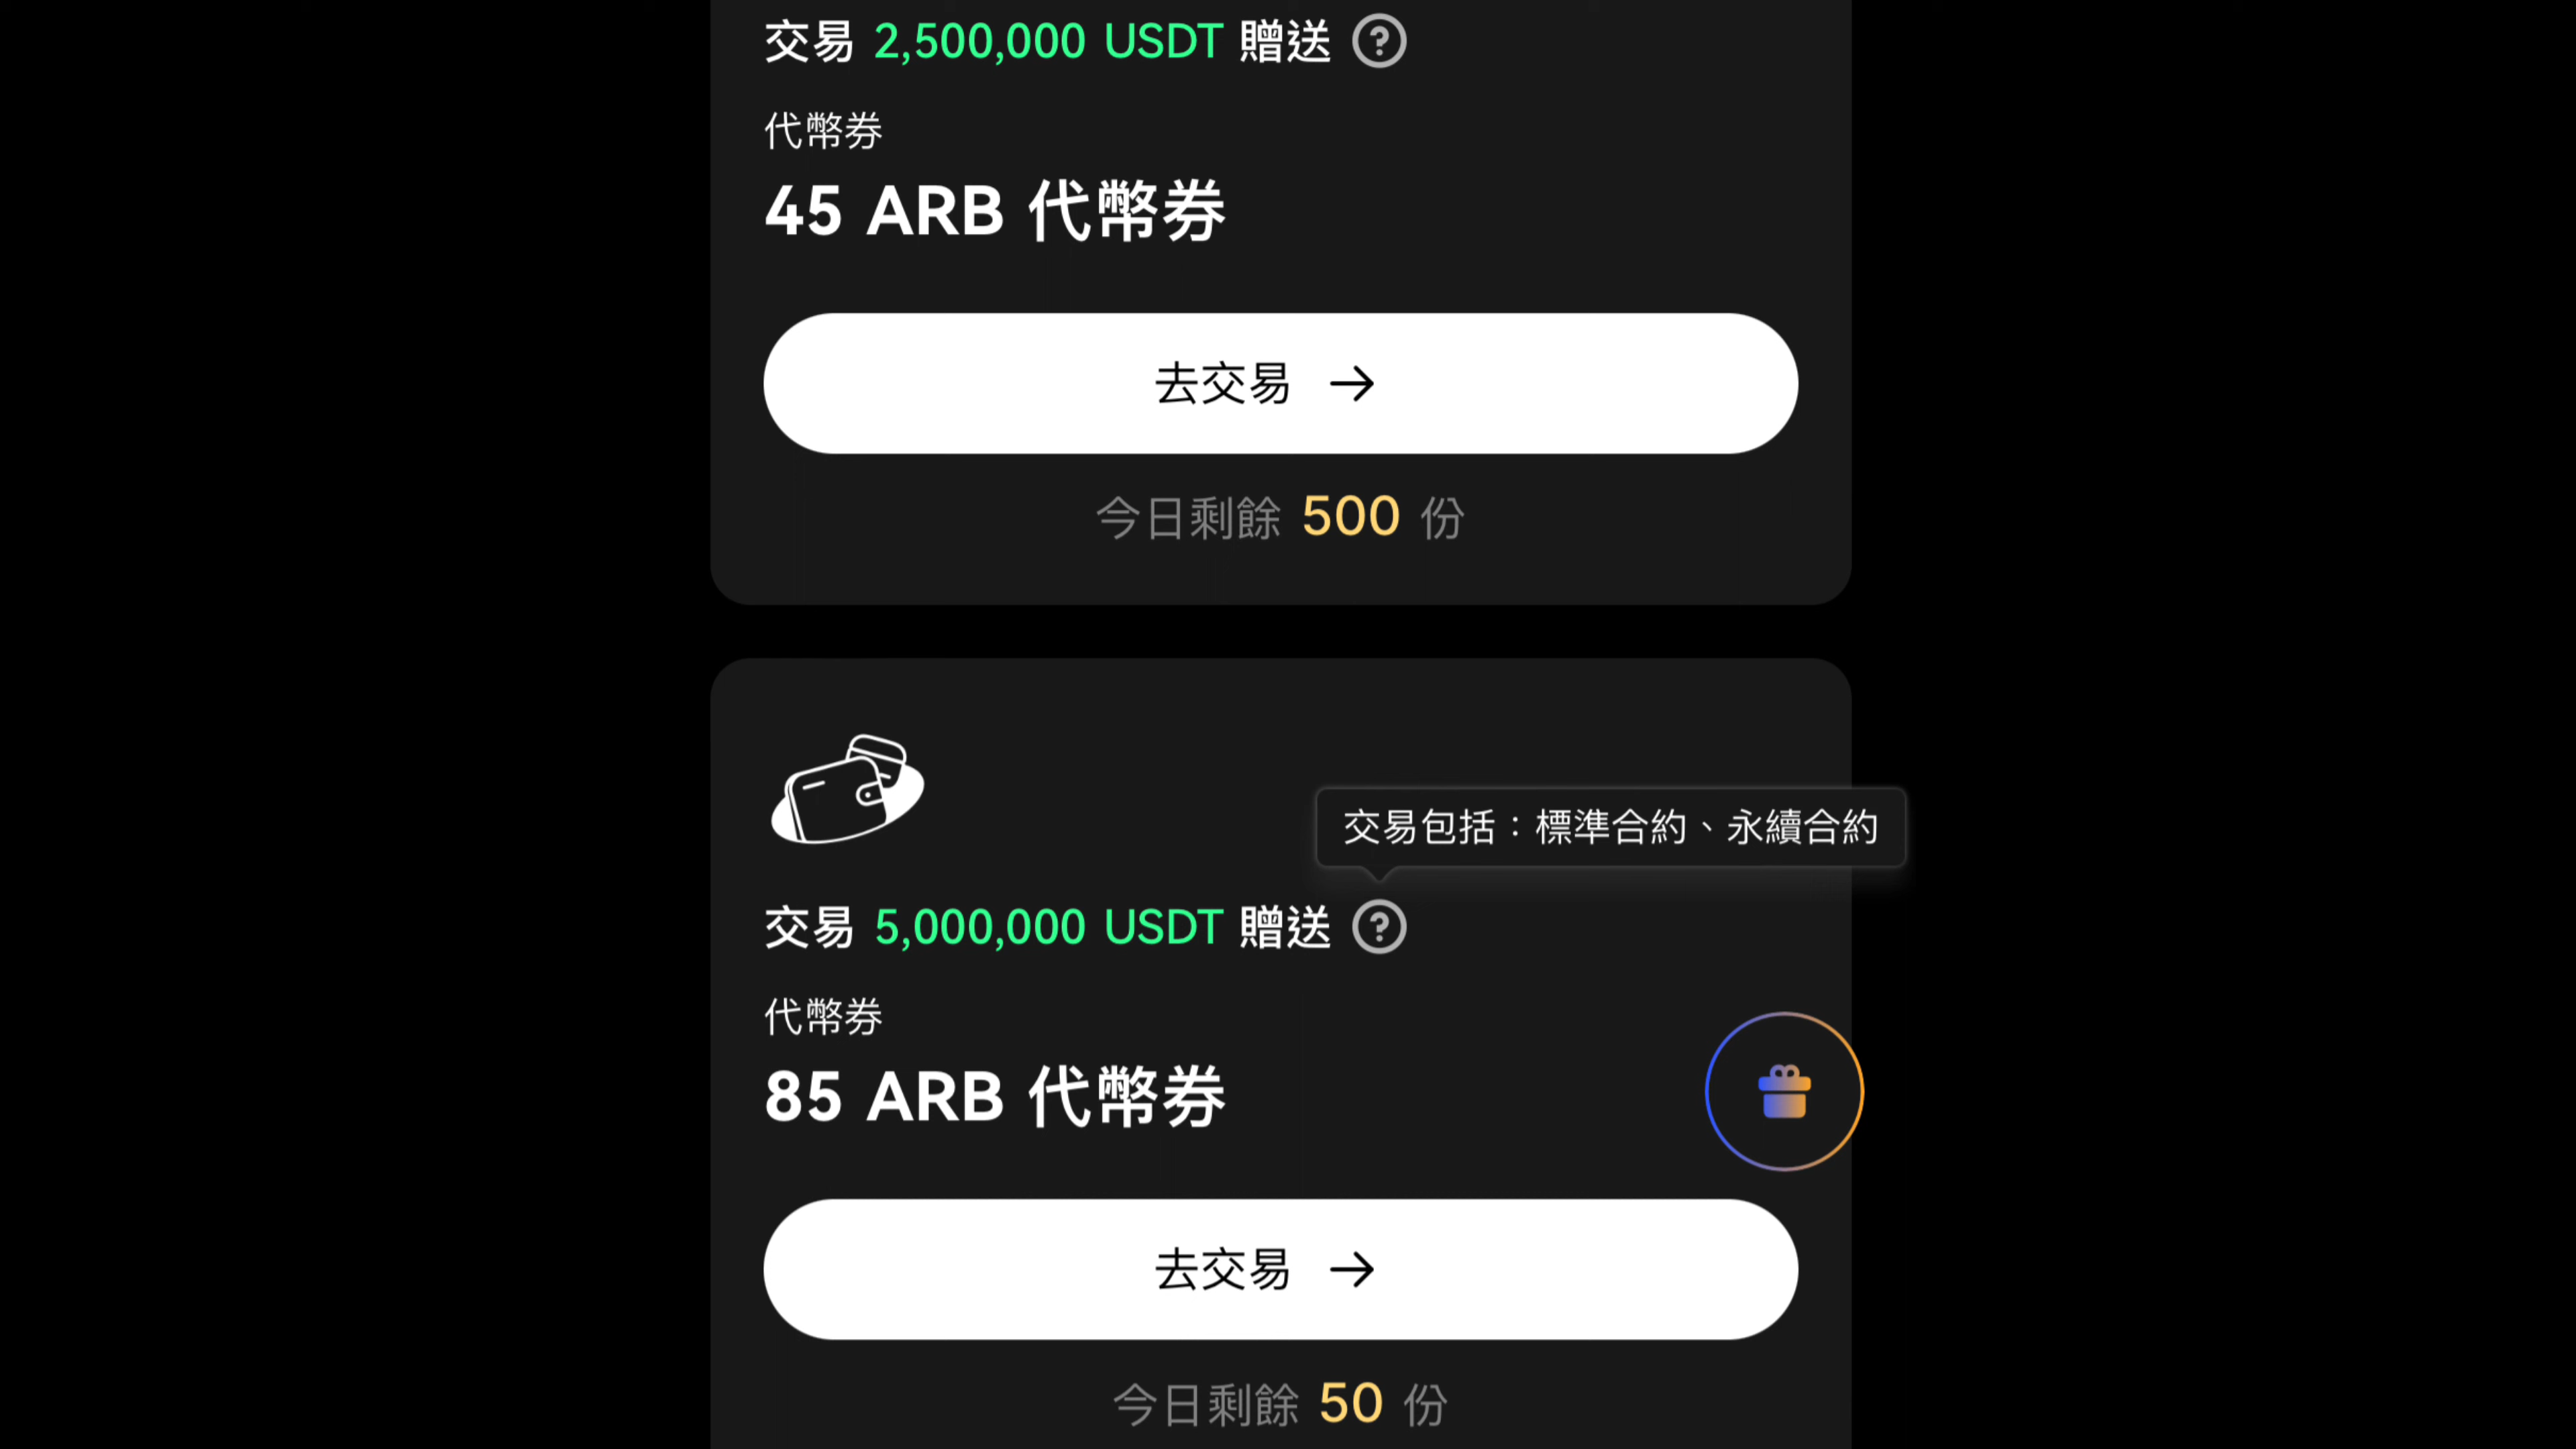 交易 2,500,000 USDT 贈送
代幣券
45 ARB 代幣券
去交易 →
今日剩餘 500 份
交易包括：標準合約、永續合約
交易 5,000,000 USDT 贈送
代幣券
85 ARB 代幣券
去交易 →
今日剩餘 50 份